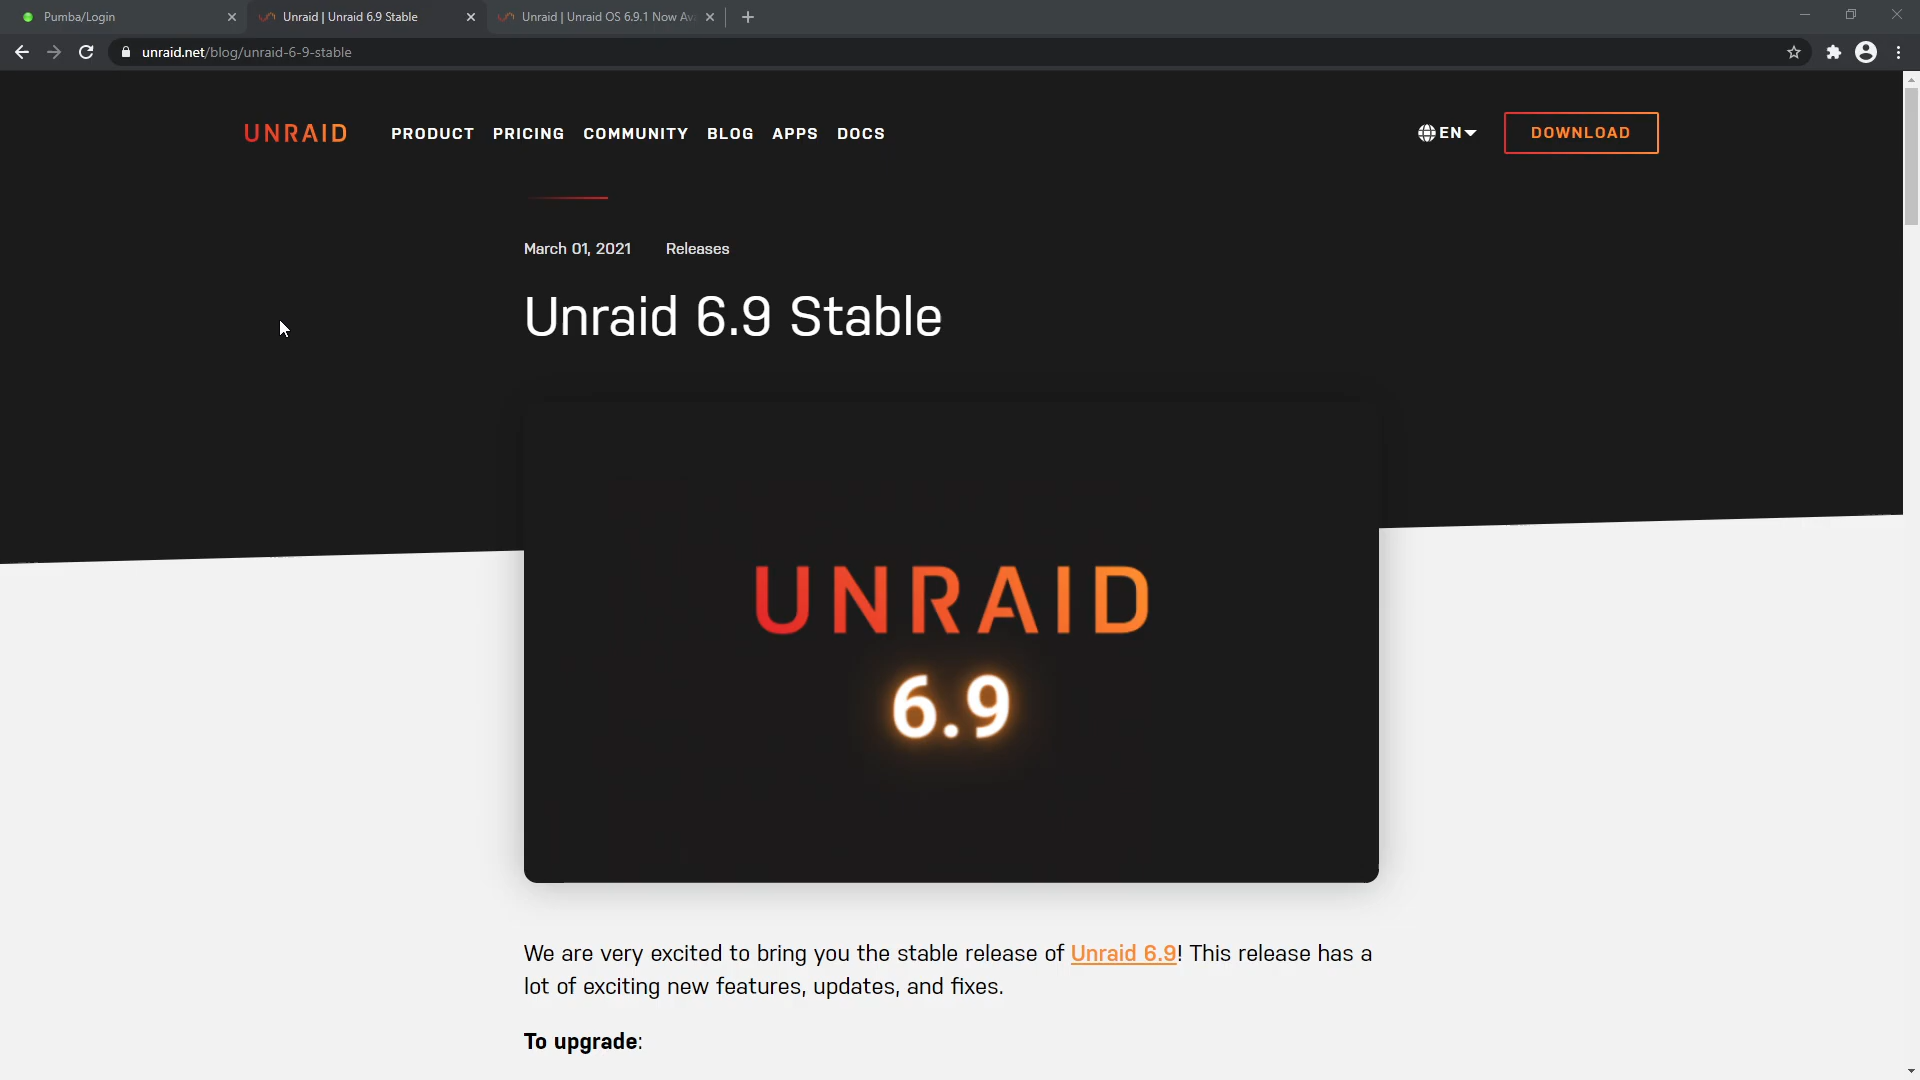 Pumba/Login
Unraid | Unraid 6.9 Stable
Unraid | Unraid OS 6.9.1 Now Av
unraid.net/blog/unraid-6-9-stable
UNRAID
PRODUCT PRICING COMMUNITY BLOG APPS DOCS
EN
DOWNLOAD
March 01, 2021 Releases
Unraid 6.9 Stable
UNRAID
6.9
We are very excited to bring you the stable release of Unraid 6.9! This release has a
lot of exciting new features, updates, and fixes.
To upgrade: